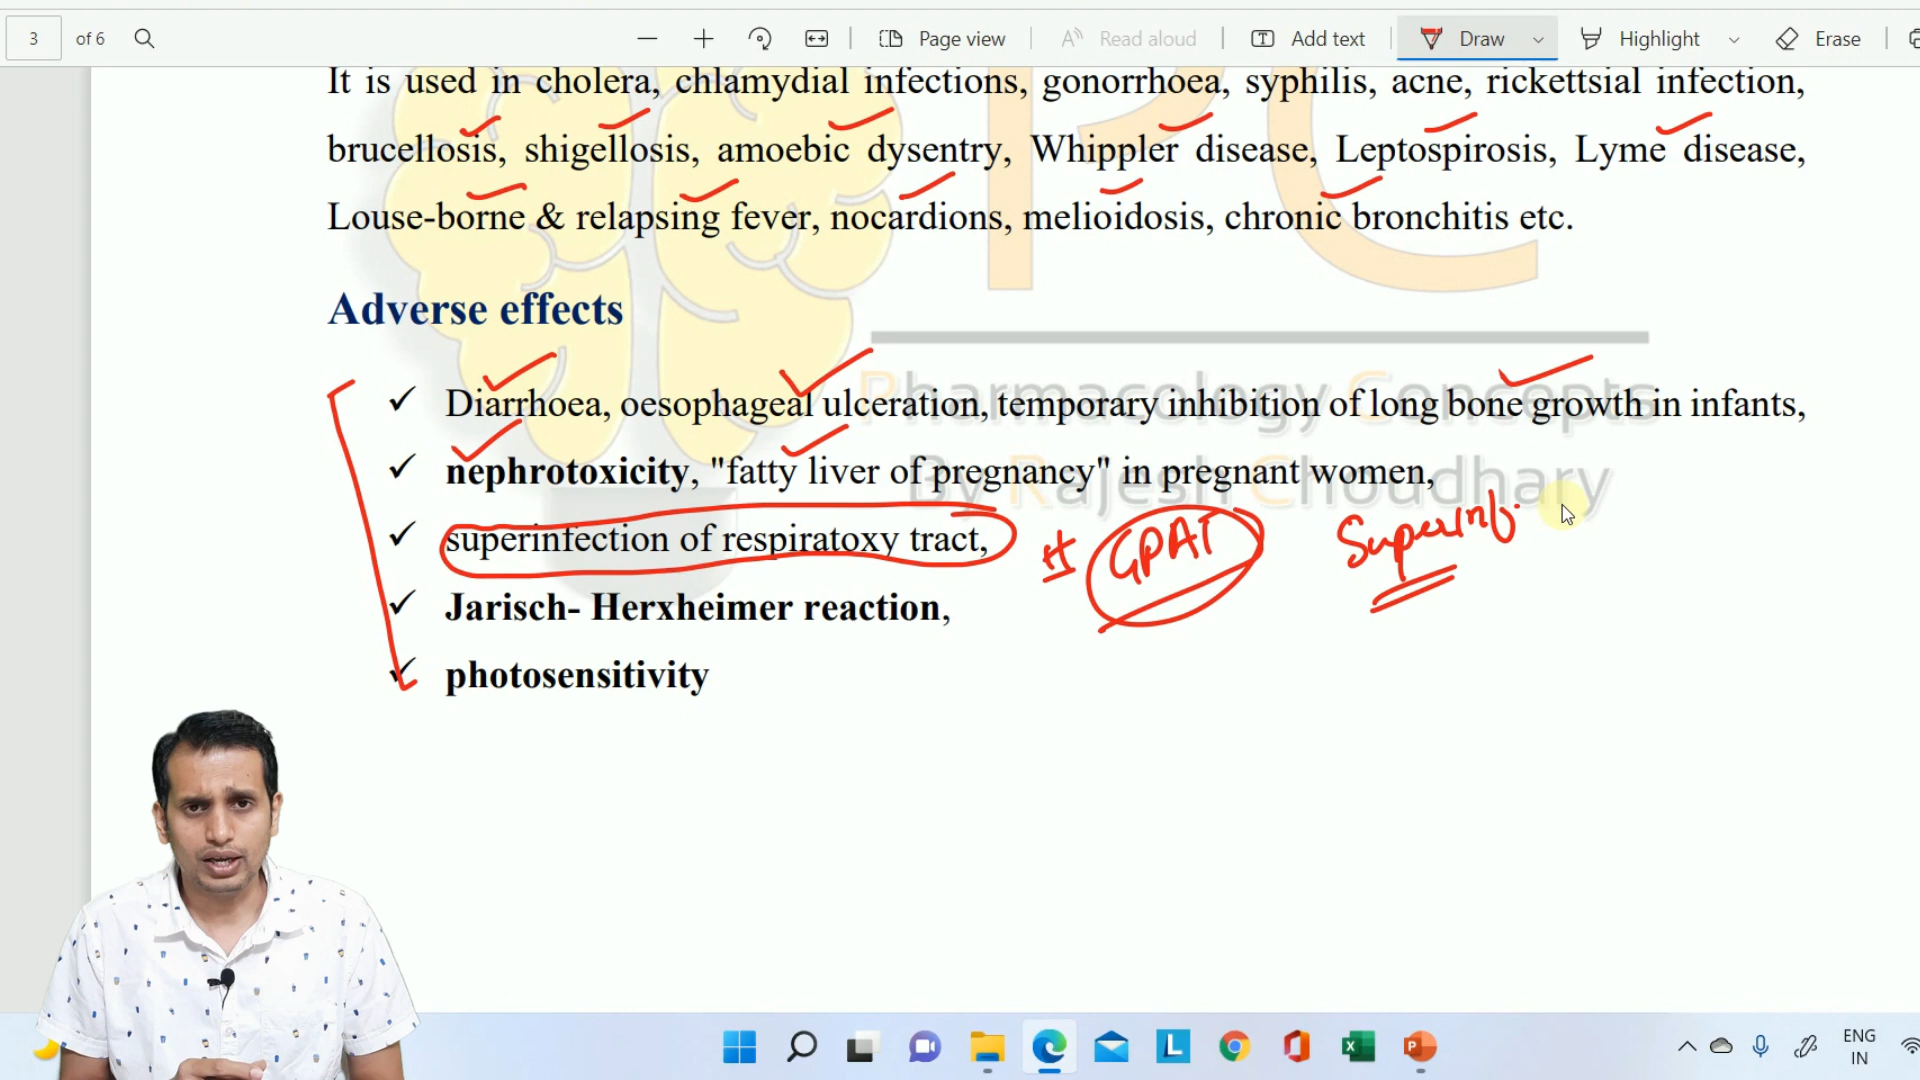 3 of 6 Page view Read aloud Add text Draw Highlight Erase
It is used in cholera, chlamydial infections, gonorrhoea, syphilis, acne, rickettsial infection,
brucellosis, shigellosis, amoebic dysentry, Whippler disease, Leptospirosis, Lyme disease,
Louse-borne & relapsing fever, nocardions, melioidosis, chronic bronchitis etc.
PC
Adverse effects
Pharmacology Concepts
✓ Diarrhoea, oesophageal ulceration, temporary inhibition of long bone growth in infants,
By Rajesh Choudhary
✓ nephrotoxicity, "fatty liver of pregnancy" in pregnant women,
✓ superinfection of respiratoxy tract, # GPAT Superinf.
✓ Jarisch- Herxheimer reaction,
✓ photosensitivity
L X P ENG
IN